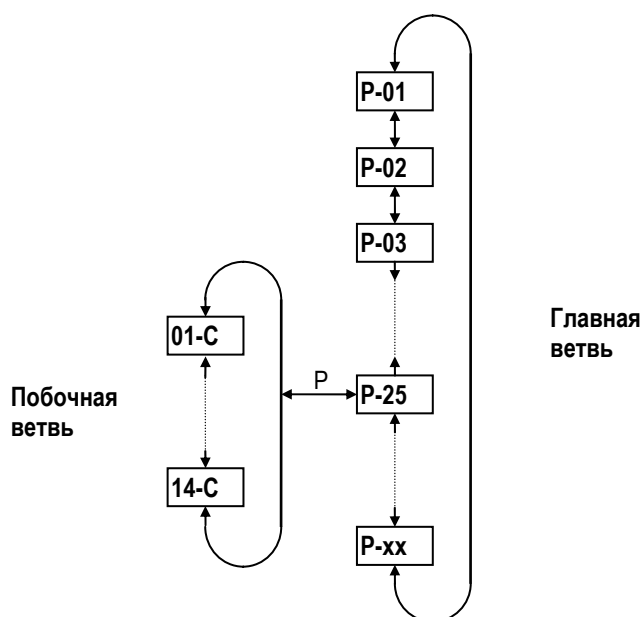 P-01
P-02
P-03
01-C
Главная
ветвь
P
P-25
Побочная
ветвь
14-C
P-xx